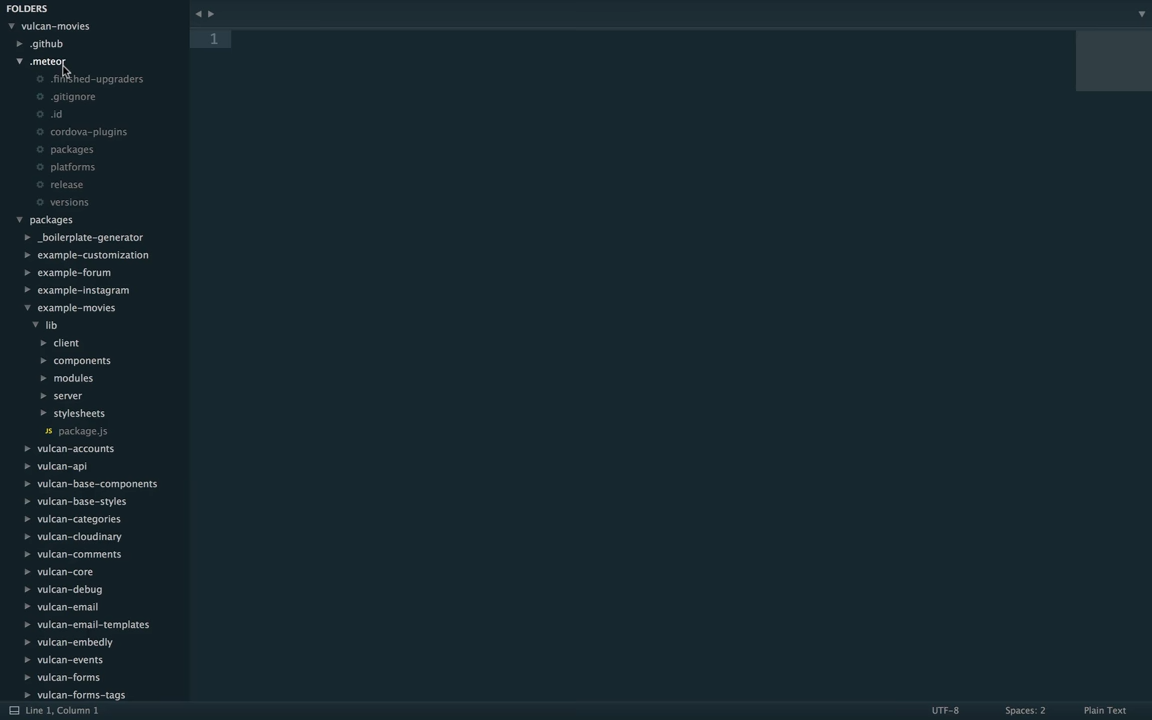 FOLDERS
vulcan-movies
.github
.meteor
.finished-upgraders
.gitignore
.id
cordova-plugins
packages
platforms
release
versions
packages
_boilerplate-generator
example-customization
example-forum
example-instagram
example-movies
lib
client
components
modules
server
stylesheets
JS package.js
vulcan-accounts
vulcan-api
vulcan-base-components
vulcan-base-styles
vulcan-categories
vulcan-cloudinary
vulcan-comments
vulcan-core
vulcan-debug
vulcan-email
vulcan-email-templates
vulcan-embedly
vulcan-events
vulcan-forms
vulcan-forms-tags
1
Line 1, Column 1
UTF-8
Spaces: 2
Plain Text